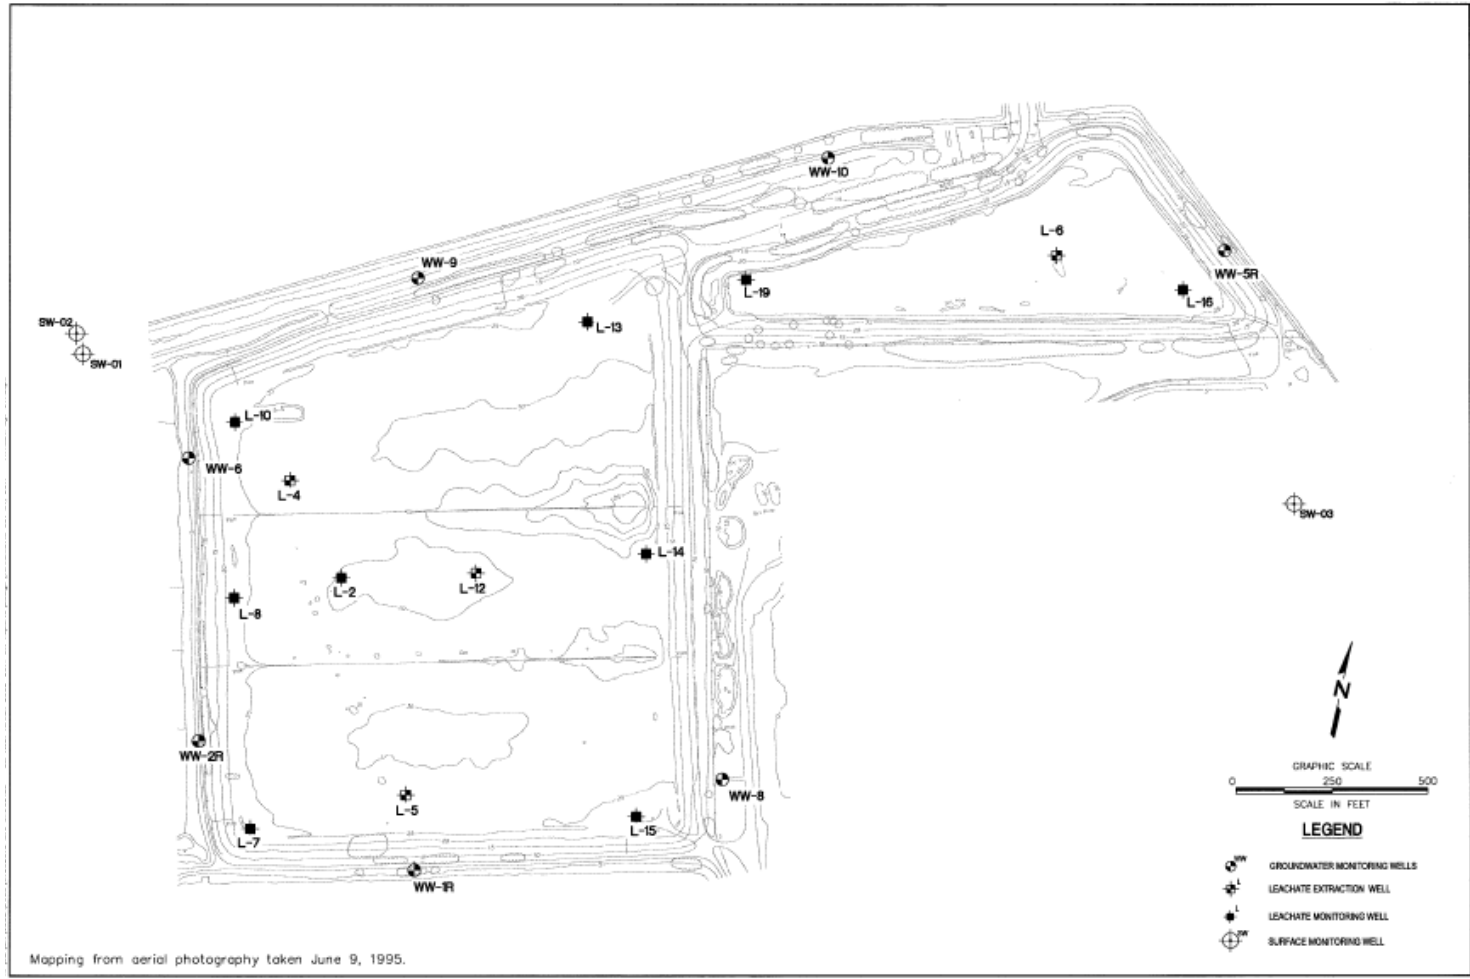 WW-10
L-6
WW-9
WW-5R
L-19
L-16
SW-02
L-13
SW-01
L-10
WW-6
L-4
SW-03
L-14
L-2
L-12
L-8
WW-2R
GRAPHIC SCALE
0 250 500
SCALE IN FEET
N
WW-8
L-5
L-15
LEGEND
L-7
WW-1R
WW
GROUNDWATER MONITORING WELLS
L
LEACHATE EXTRACTION WELL
L
LEACHATE MONITORING WELL
SW
SURFACE MONITORING WELL
Mapping from aerial photography taken June 9, 1995.